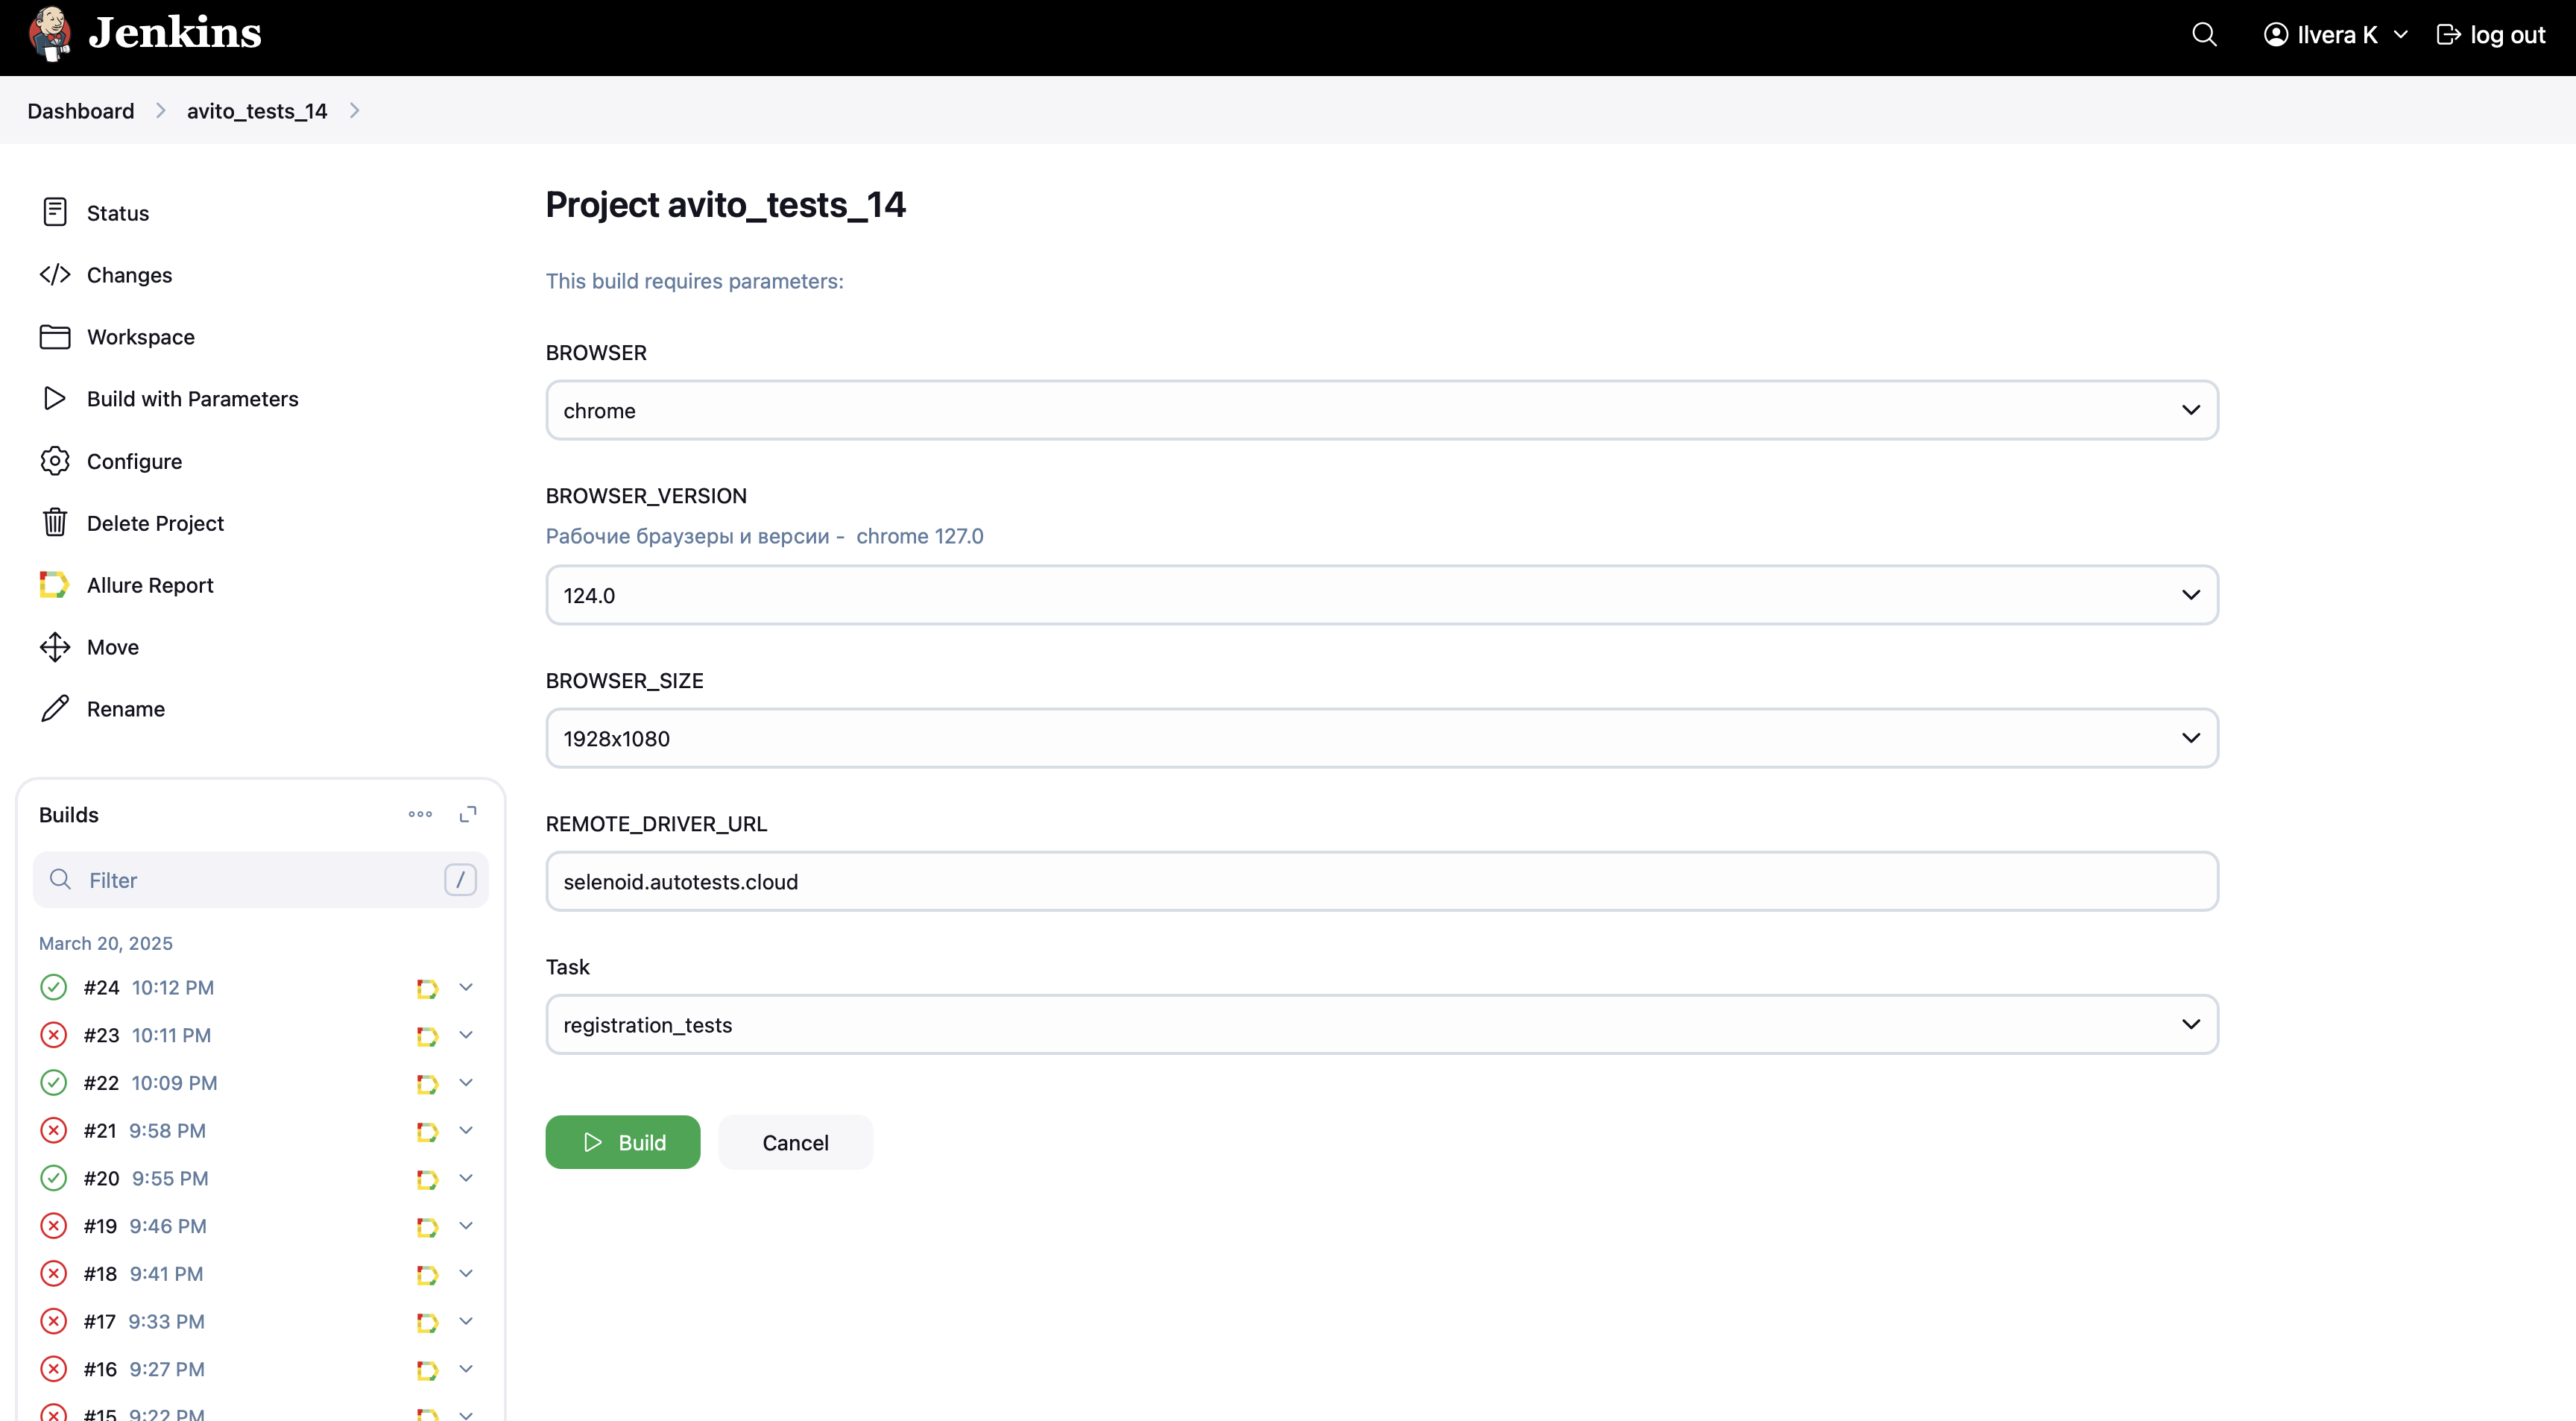 Jenkins
Ilvera K
log out
Dashboard
avito_tests_14
Status
Changes
Workspace
Build with Parameters
Configure
Delete Project
Allure Report
Move
Rename
Builds
Filter
/
March 20, 2025
#24 10:12 PM
#23 10:11 PM
#22 10:09 PM
#21 9:58 PM
#20 9:55 PM
#19 9:46 PM
#18 9:41 PM
#17 9:33 PM
#16 9:27 PM
#15 9:22 PM
Project avito_tests_14
This build requires parameters:
BROWSER
chrome
BROWSER_VERSION
Рабочие браузеры и версии - chrome 127.0
124.0
BROWSER_SIZE
1928x1080
REMOTE_DRIVER_URL
selenoid.autotests.cloud
Task
registration_tests
Build
Cancel